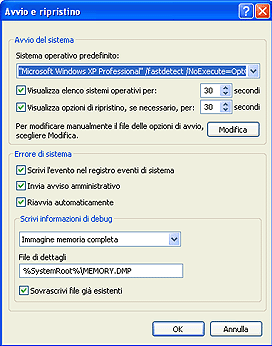 Avvio e ripristino
Avvio del sistema
Sistema operativo predefinito:
"Microsoft Windows XP Professional" /fastdetect /NoExecute=Opt
Visualizza elenco sistemi operativi per: 30 secondi
Visualizza opzioni di ripristino, se necessario, per: 30 secondi
Per modificare manualmente il file delle opzioni di avvio, scegliere Modifica.
Modifica
Errore di sistema
Scrivi l'evento nel registro eventi di sistema
Invia avviso amministrativo
Riavvia automaticamente
Scrivi informazioni di debug
Immagine memoria completa
File di dettagli
%SystemRoot%\MEMORY.DMP
Sovrascrivi file già esistenti
OK Annulla